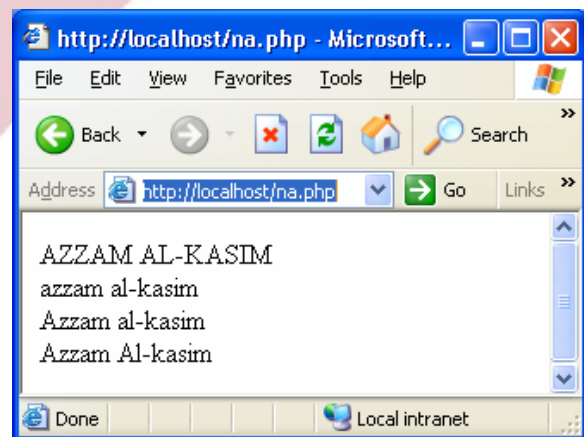 http://localhost/na.php - Microsoft...
File Edit View Favorites Tools Help
Back Search »
Address http://localhost/na.php Go Links »
AZZAM AL-KASIM
azzam al-kasim
Azzam al-kasim
Azzam Al-kasim
Done Local intranet